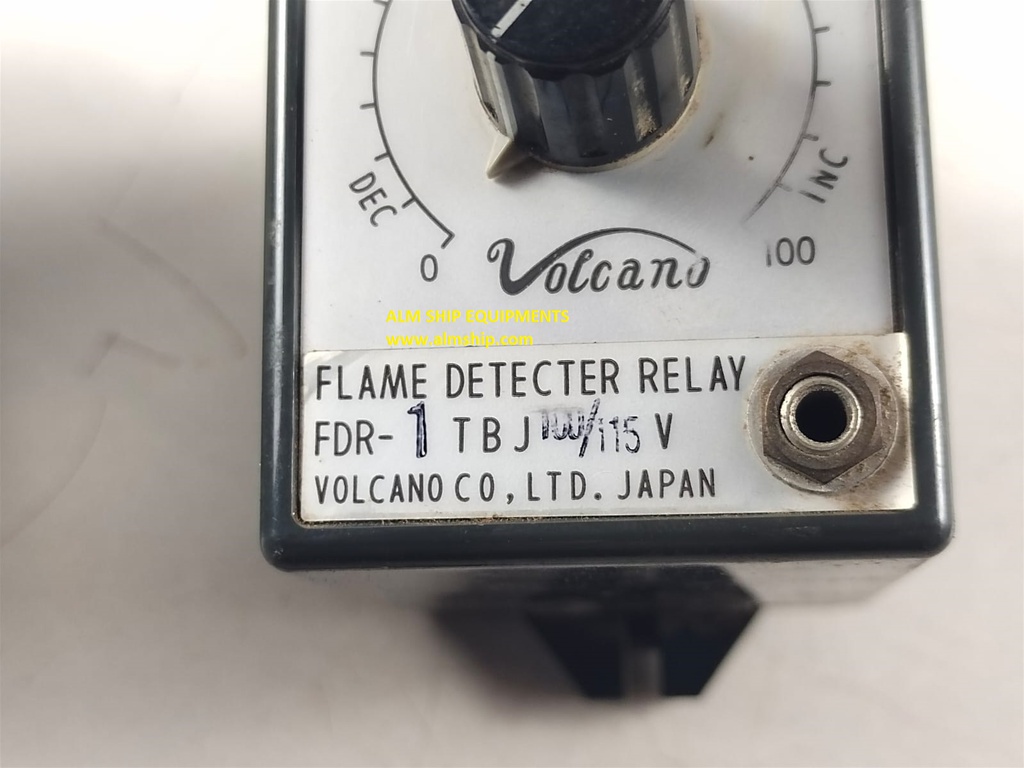 DEC
INC
0
Volcano
100
ALM SHIP EQUIPMENTS
www.almship.com
FLAME DETECTER RELAY
FDR-1 TBJ 100/115 V
VOLCANO CO., LTD. JAPAN